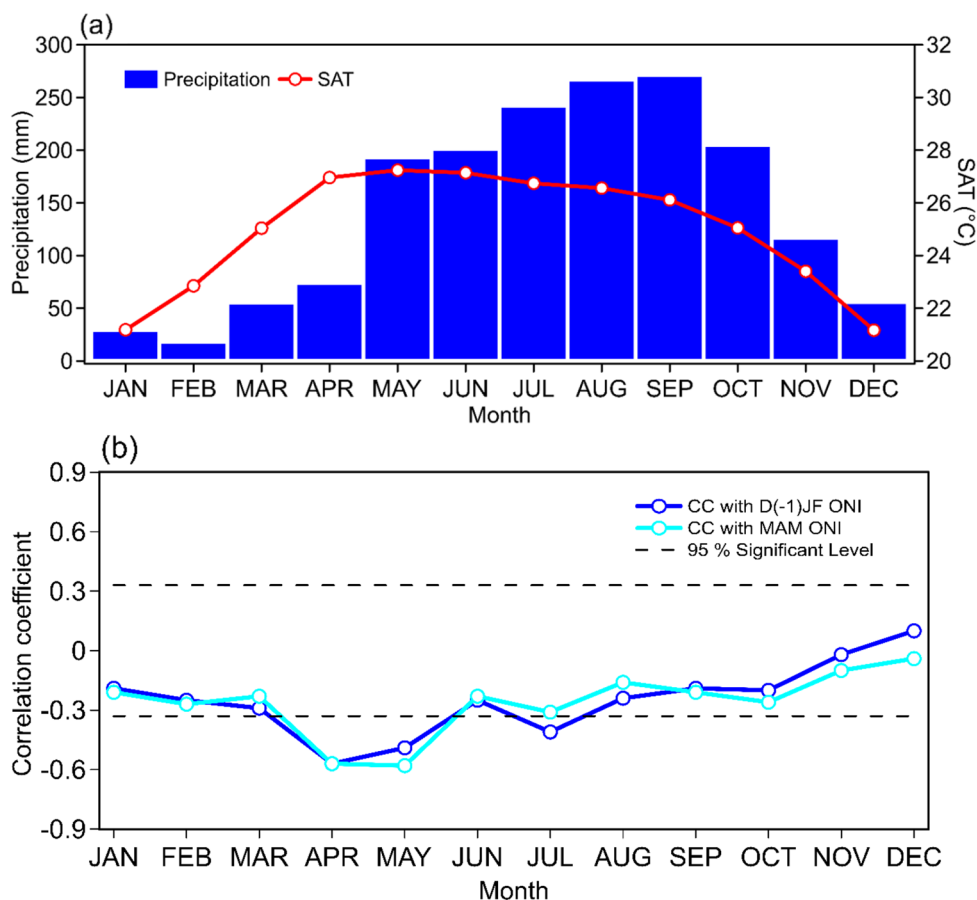 (a)
300
250
200
150
100
50
0
Precipitation (mm)
Precipitation SAT
32
30
28
26
24
22
20
SAT (°C)
JAN FEB MAR APR MAY JUN JUL AUG SEP OCT NOV DEC
Month
(b)
0.9
0.6
0.3
0
-0.3
-0.6
-0.9
Correlation coefficient
CC with D(-1)JF ONI
CC with MAM ONI
95 % Significant Level
JAN FEB MAR APR MAY JUN JUL AUG SEP OCT NOV DEC
Month